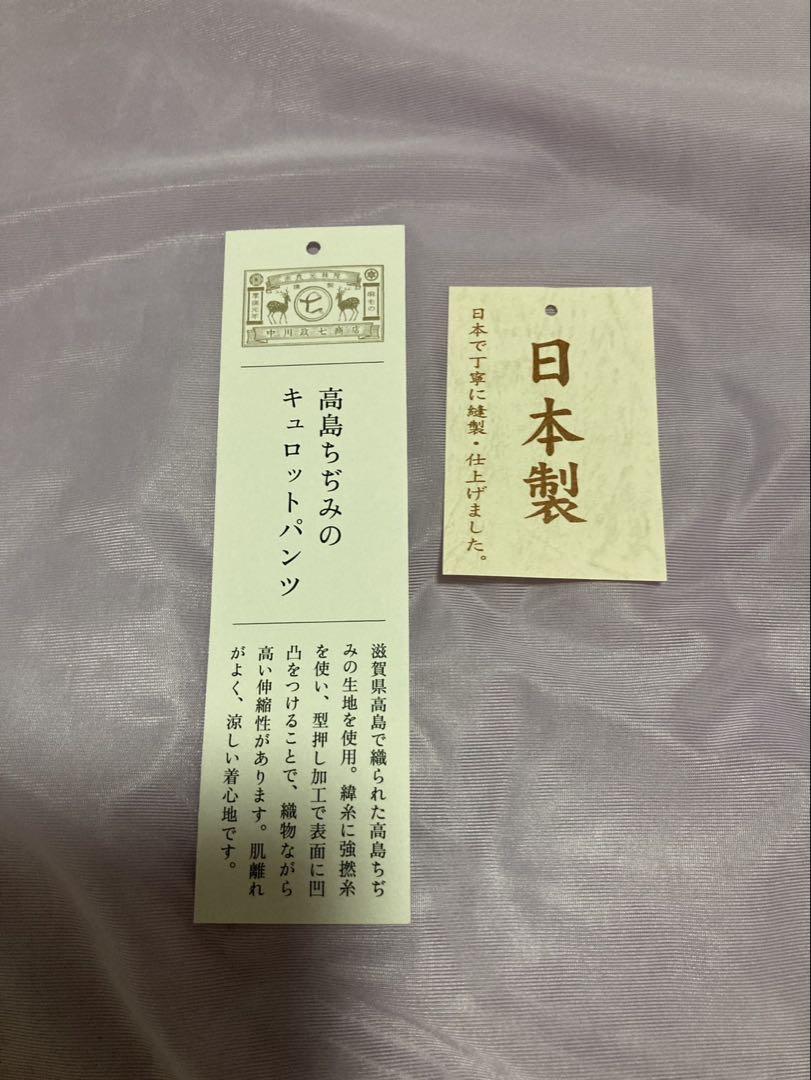 中川政七商店
高島ちぢみの
キュロットパンツ
滋賀県高島で織られた高島ちぢ
みの生地を使用。緯糸に強撚糸
を使い、型押し加工で表面に凹
凸をつけることで、織物ながら
高い伸縮性があります。肌離れ
がよく、涼しい着心地です。
日本製
日本で丁寧に縫製・仕上げました。